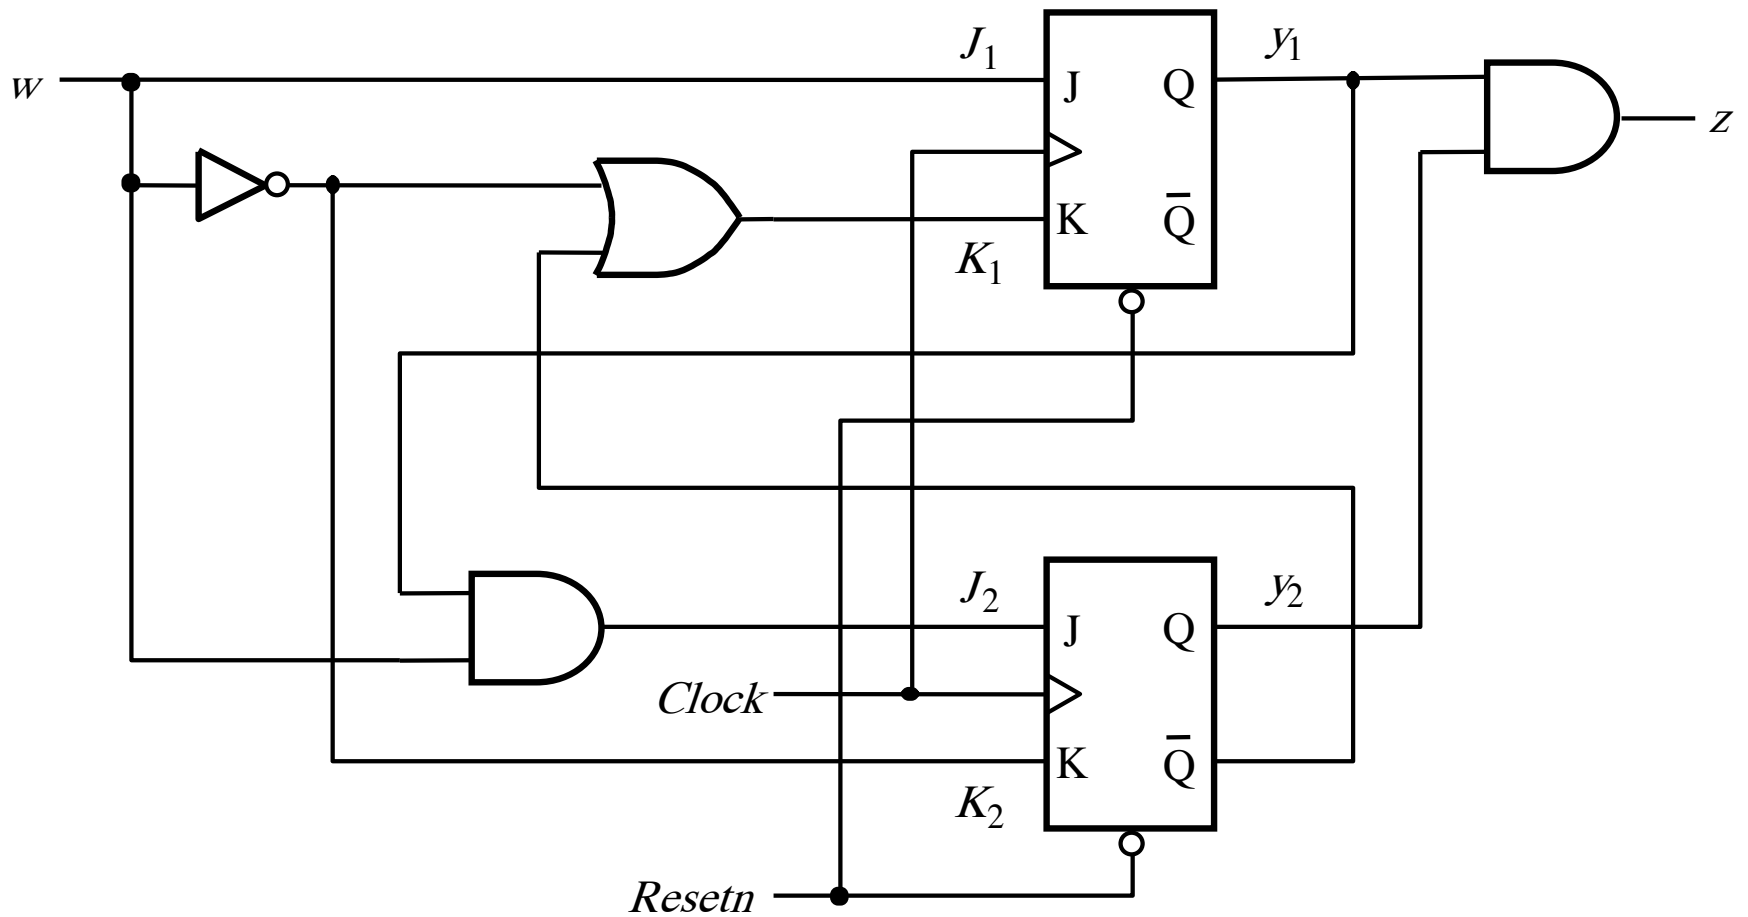 J₁
y₁
w
J
Q
z
K
Q̅
K₁
J₂
y₂
J
Q
Clock
K
Q̅
K₂
Resetn